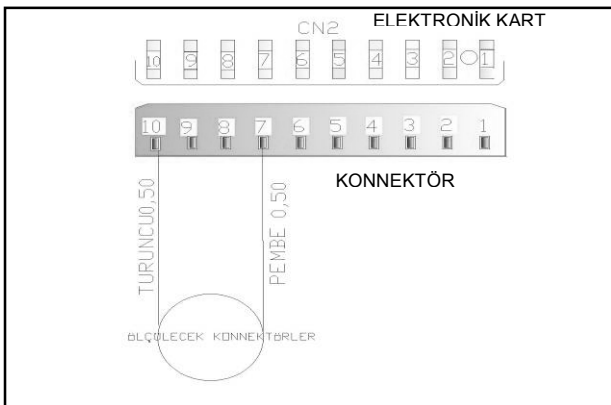 ELEKTRONİK KART
CN2
10 9 8 7 6 5 4 3 2 1
10 9 8 7 6 5 4 3 2 1
KONNEKTÖR
TURUNCU0,50
PEMBE 0,50
ÖLÇÜLECEK KONNEKTÖRLER